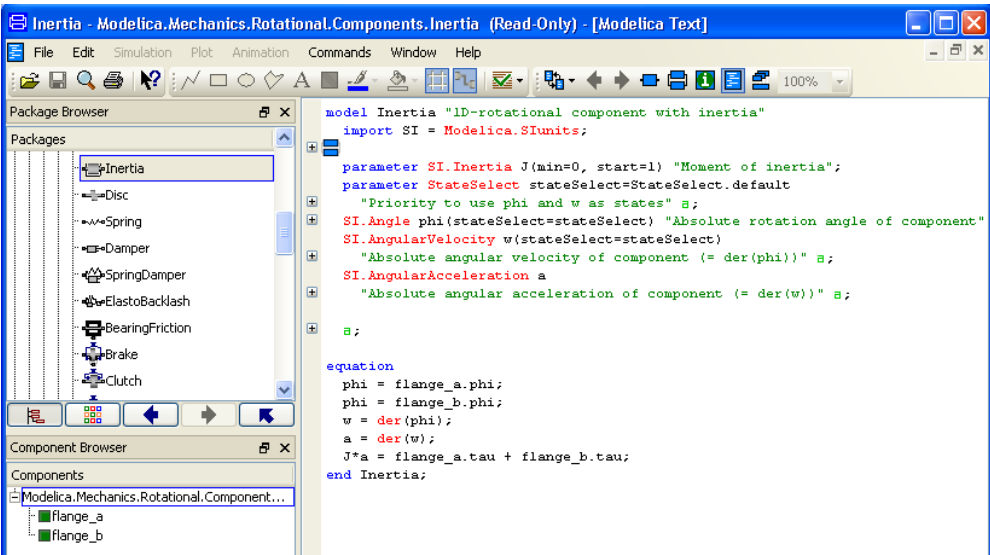 Inertia - Modelica.Mechanics.Rotational.Components.Inertia (Read-Only) - [Modelica Text]
File Edit Simulation Plot Animation Commands Window Help
100%
Package Browser
Packages
Inertia
Disc
Spring
Damper
SpringDamper
ElastoBacklash
BearingFriction
Brake
Clutch
Component Browser
Components
Modelica.Mechanics.Rotational.Component...
flange_a
flange_b
model Inertia "1D-rotational component with inertia"
import SI = Modelica.SIunits;
parameter SI.Inertia J(min=0, start=1) "Moment of inertia";
parameter StateSelect stateSelect=StateSelect.default
"Priority to use phi and w as states" a;
SI.Angle phi(stateSelect=stateSelect) "Absolute rotation angle of component"
SI.AngularVelocity w(stateSelect=stateSelect)
"Absolute angular velocity of component (= der(phi))" a;
SI.AngularAcceleration a
"Absolute angular acceleration of component (= der(w))" a;
a;
equation
phi = flange_a.phi;
phi = flange_b.phi;
w = der(phi);
a = der(w);
J*a = flange_a.tau + flange_b.tau;
end Inertia;